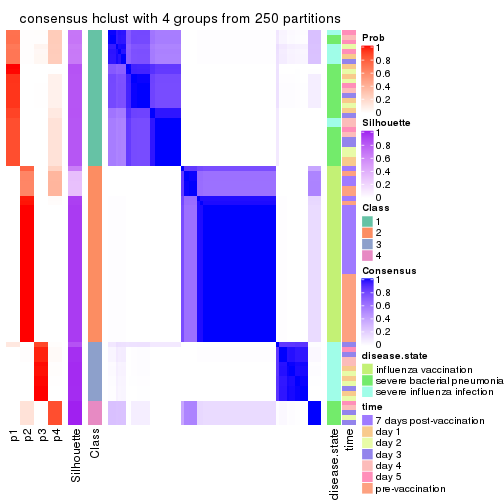 consensus hclust with 4 groups from 250 partitions
Prob
1
0.8
0.6
0.4
0.2
0
Silhouette
1
0.8
0.6
0.4
0.2
0
Class
1
2
3
4
Consensus
1
0.8
0.6
0.4
0.2
0
disease.state
influenza vaccination
severe bacterial pneumonia
severe influenza infection
time
7 days post-vaccination
day 1
day 2
day 3
day 4
day 5
pre-vaccination
p1
p2
p3
p4
Silhouette
Class
disease.state
time